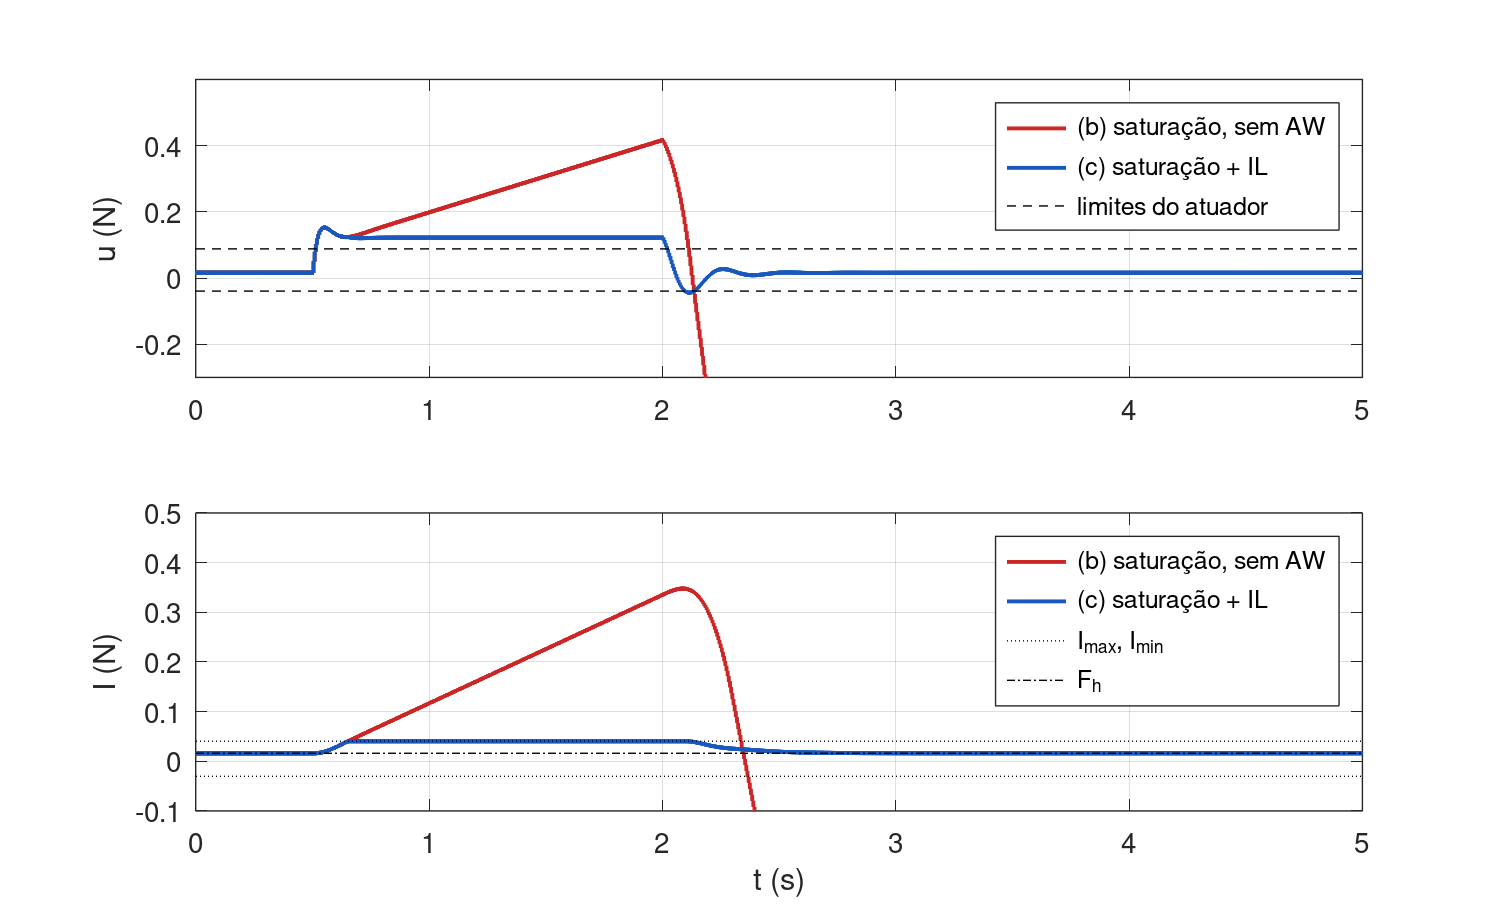 0.4
0.2
0
-0.2
u (N)
(b) saturação, sem AW
(c) saturação + IL
limites do atuador
0 1 2 3 4 5
0.5
0.4
0.3
0.2
0.1
0
-0.1
I (N)
(b) saturação, sem AW
(c) saturação + IL
Imax, Imin
Fh
0 1 2 3 4 5
t (s)